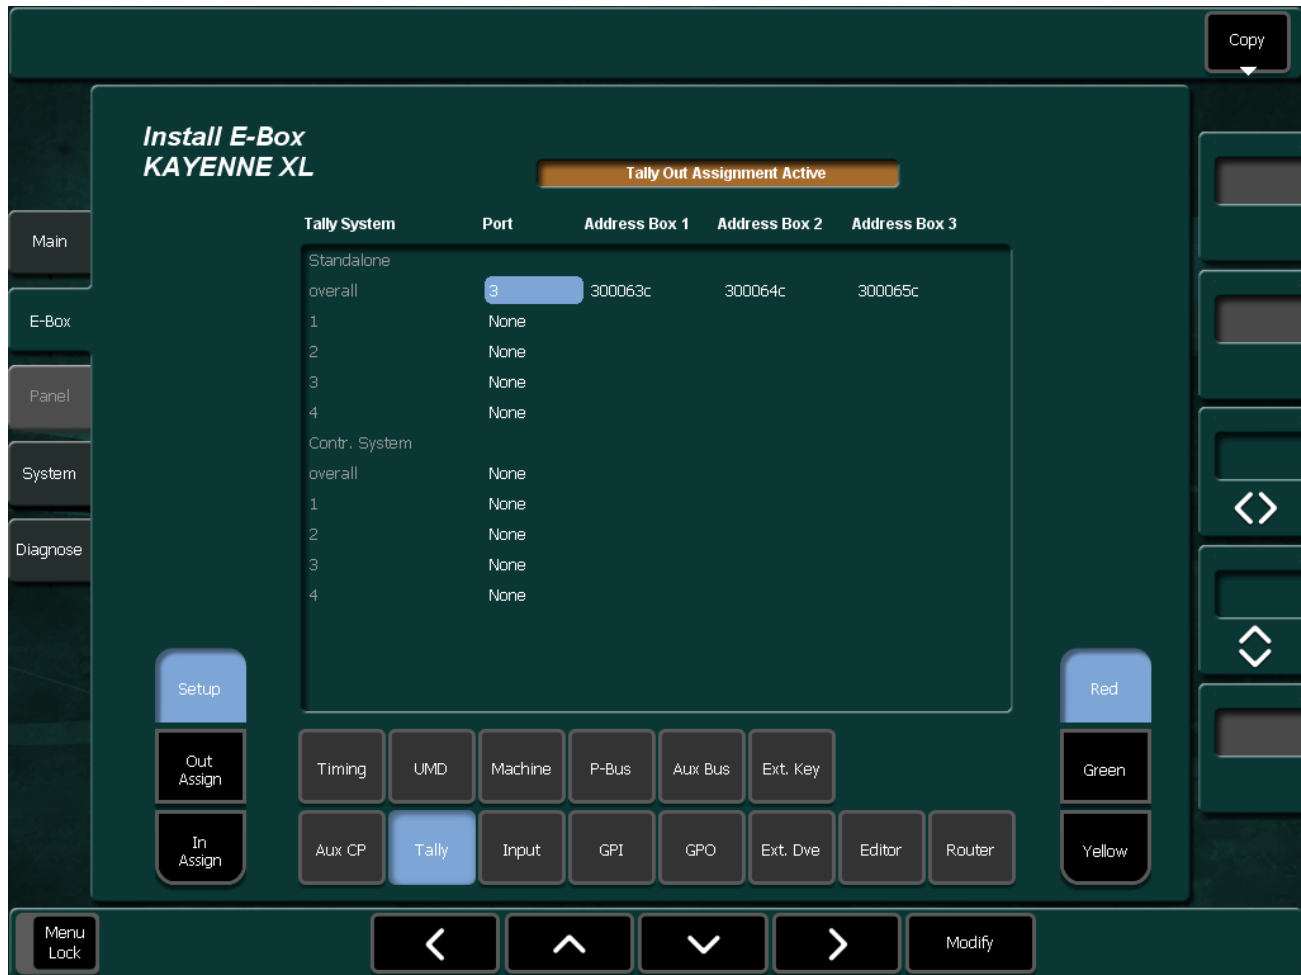 Copy
Install E-Box
KAYENNE XL
Tally Out Assignment Active
Tally System Port Address Box 1 Address Box 2 Address Box 3
Standalone
overall 3 300063c 300064c 300065c
1 None
2 None
3 None
4 None
Contr. System
overall None
1 None
2 None
3 None
4 None
Main
E-Box
Panel
System
Diagnose
Setup
Out
Assign
In
Assign
Timing UMD Machine P-Bus Aux Bus Ext. Key
Aux CP Tally Input GPI GPO Ext. Dve Editor Router
Red
Green
Yellow
Menu
Lock
Modify